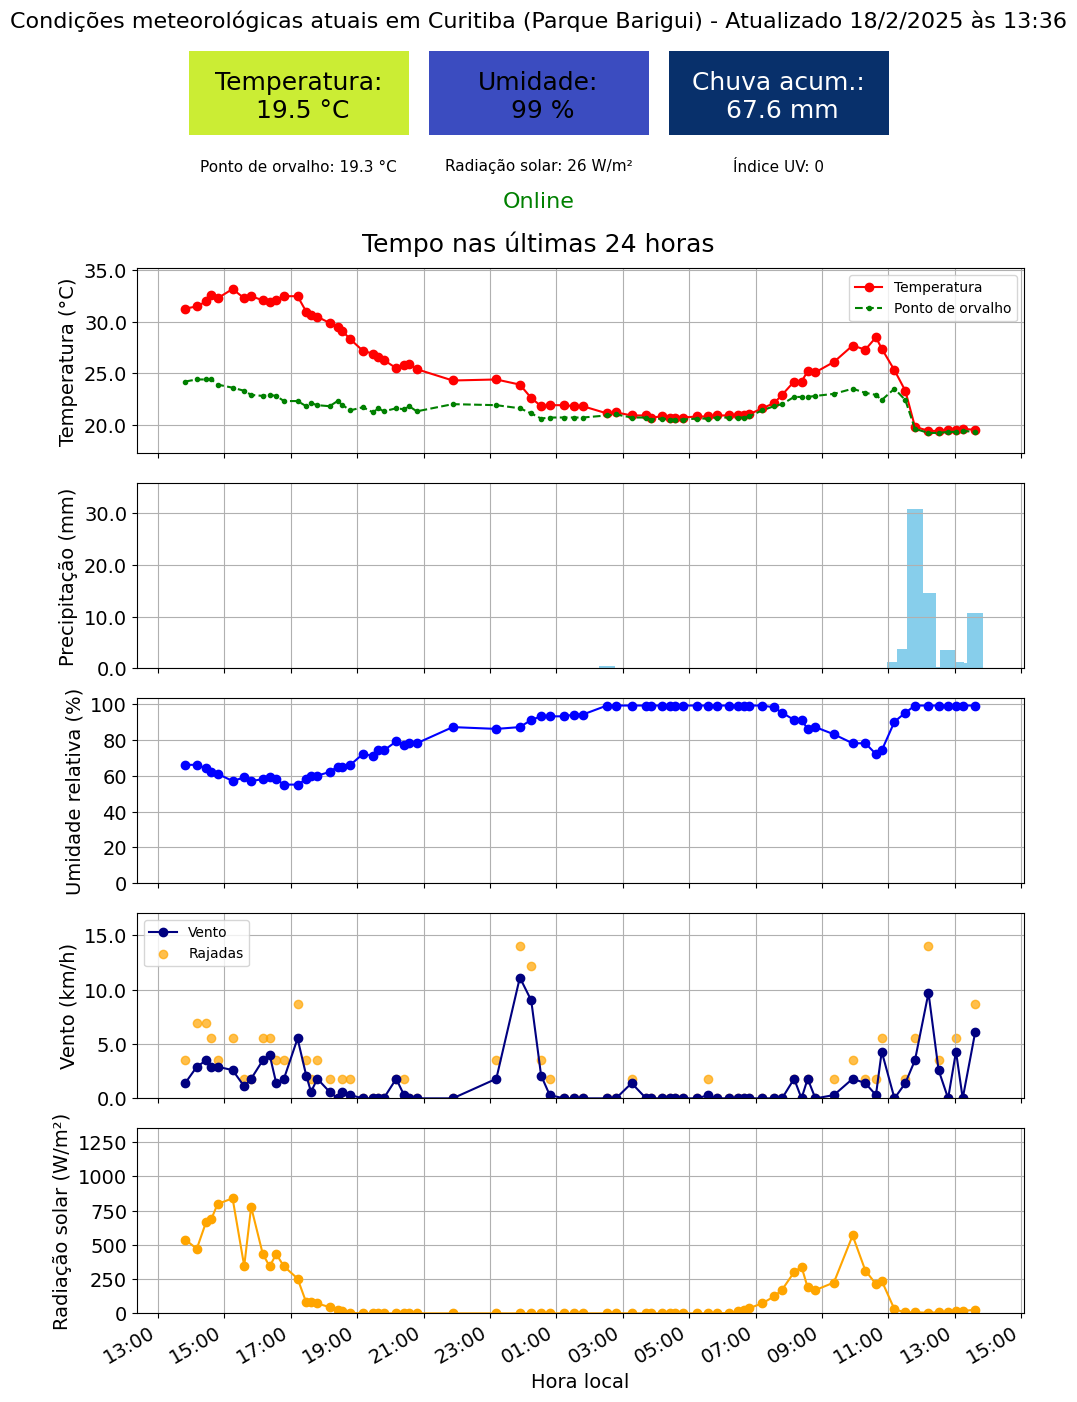 Condições meteorológicas atuais em Curitiba (Parque Barigui) - Atualizado 18/2/2025 às 13:36
Temperatura:
19.5 °C
Umidade:
99 %
Chuva acum.:
67.6 mm
Ponto de orvalho: 19.3 °C
Radiação solar: 26 W/m²
Índice UV: 0
Online
Tempo nas últimas 24 horas
Temperatura (°C)
35.0
30.0
25.0
20.0
Temperatura
Ponto de orvalho
Precipitação (mm)
30.0
20.0
10.0
0.0
Umidade relativa (%)
100
80
60
40
20
0
Vento (km/h)
15.0
10.0
5.0
0.0
Vento
Rajadas
Radiação solar (W/m²)
1250
1000
750
500
250
0
13:00
15:00
17:00
19:00
21:00
23:00
01:00
03:00
05:00
07:00
09:00
11:00
13:00
15:00
Hora local